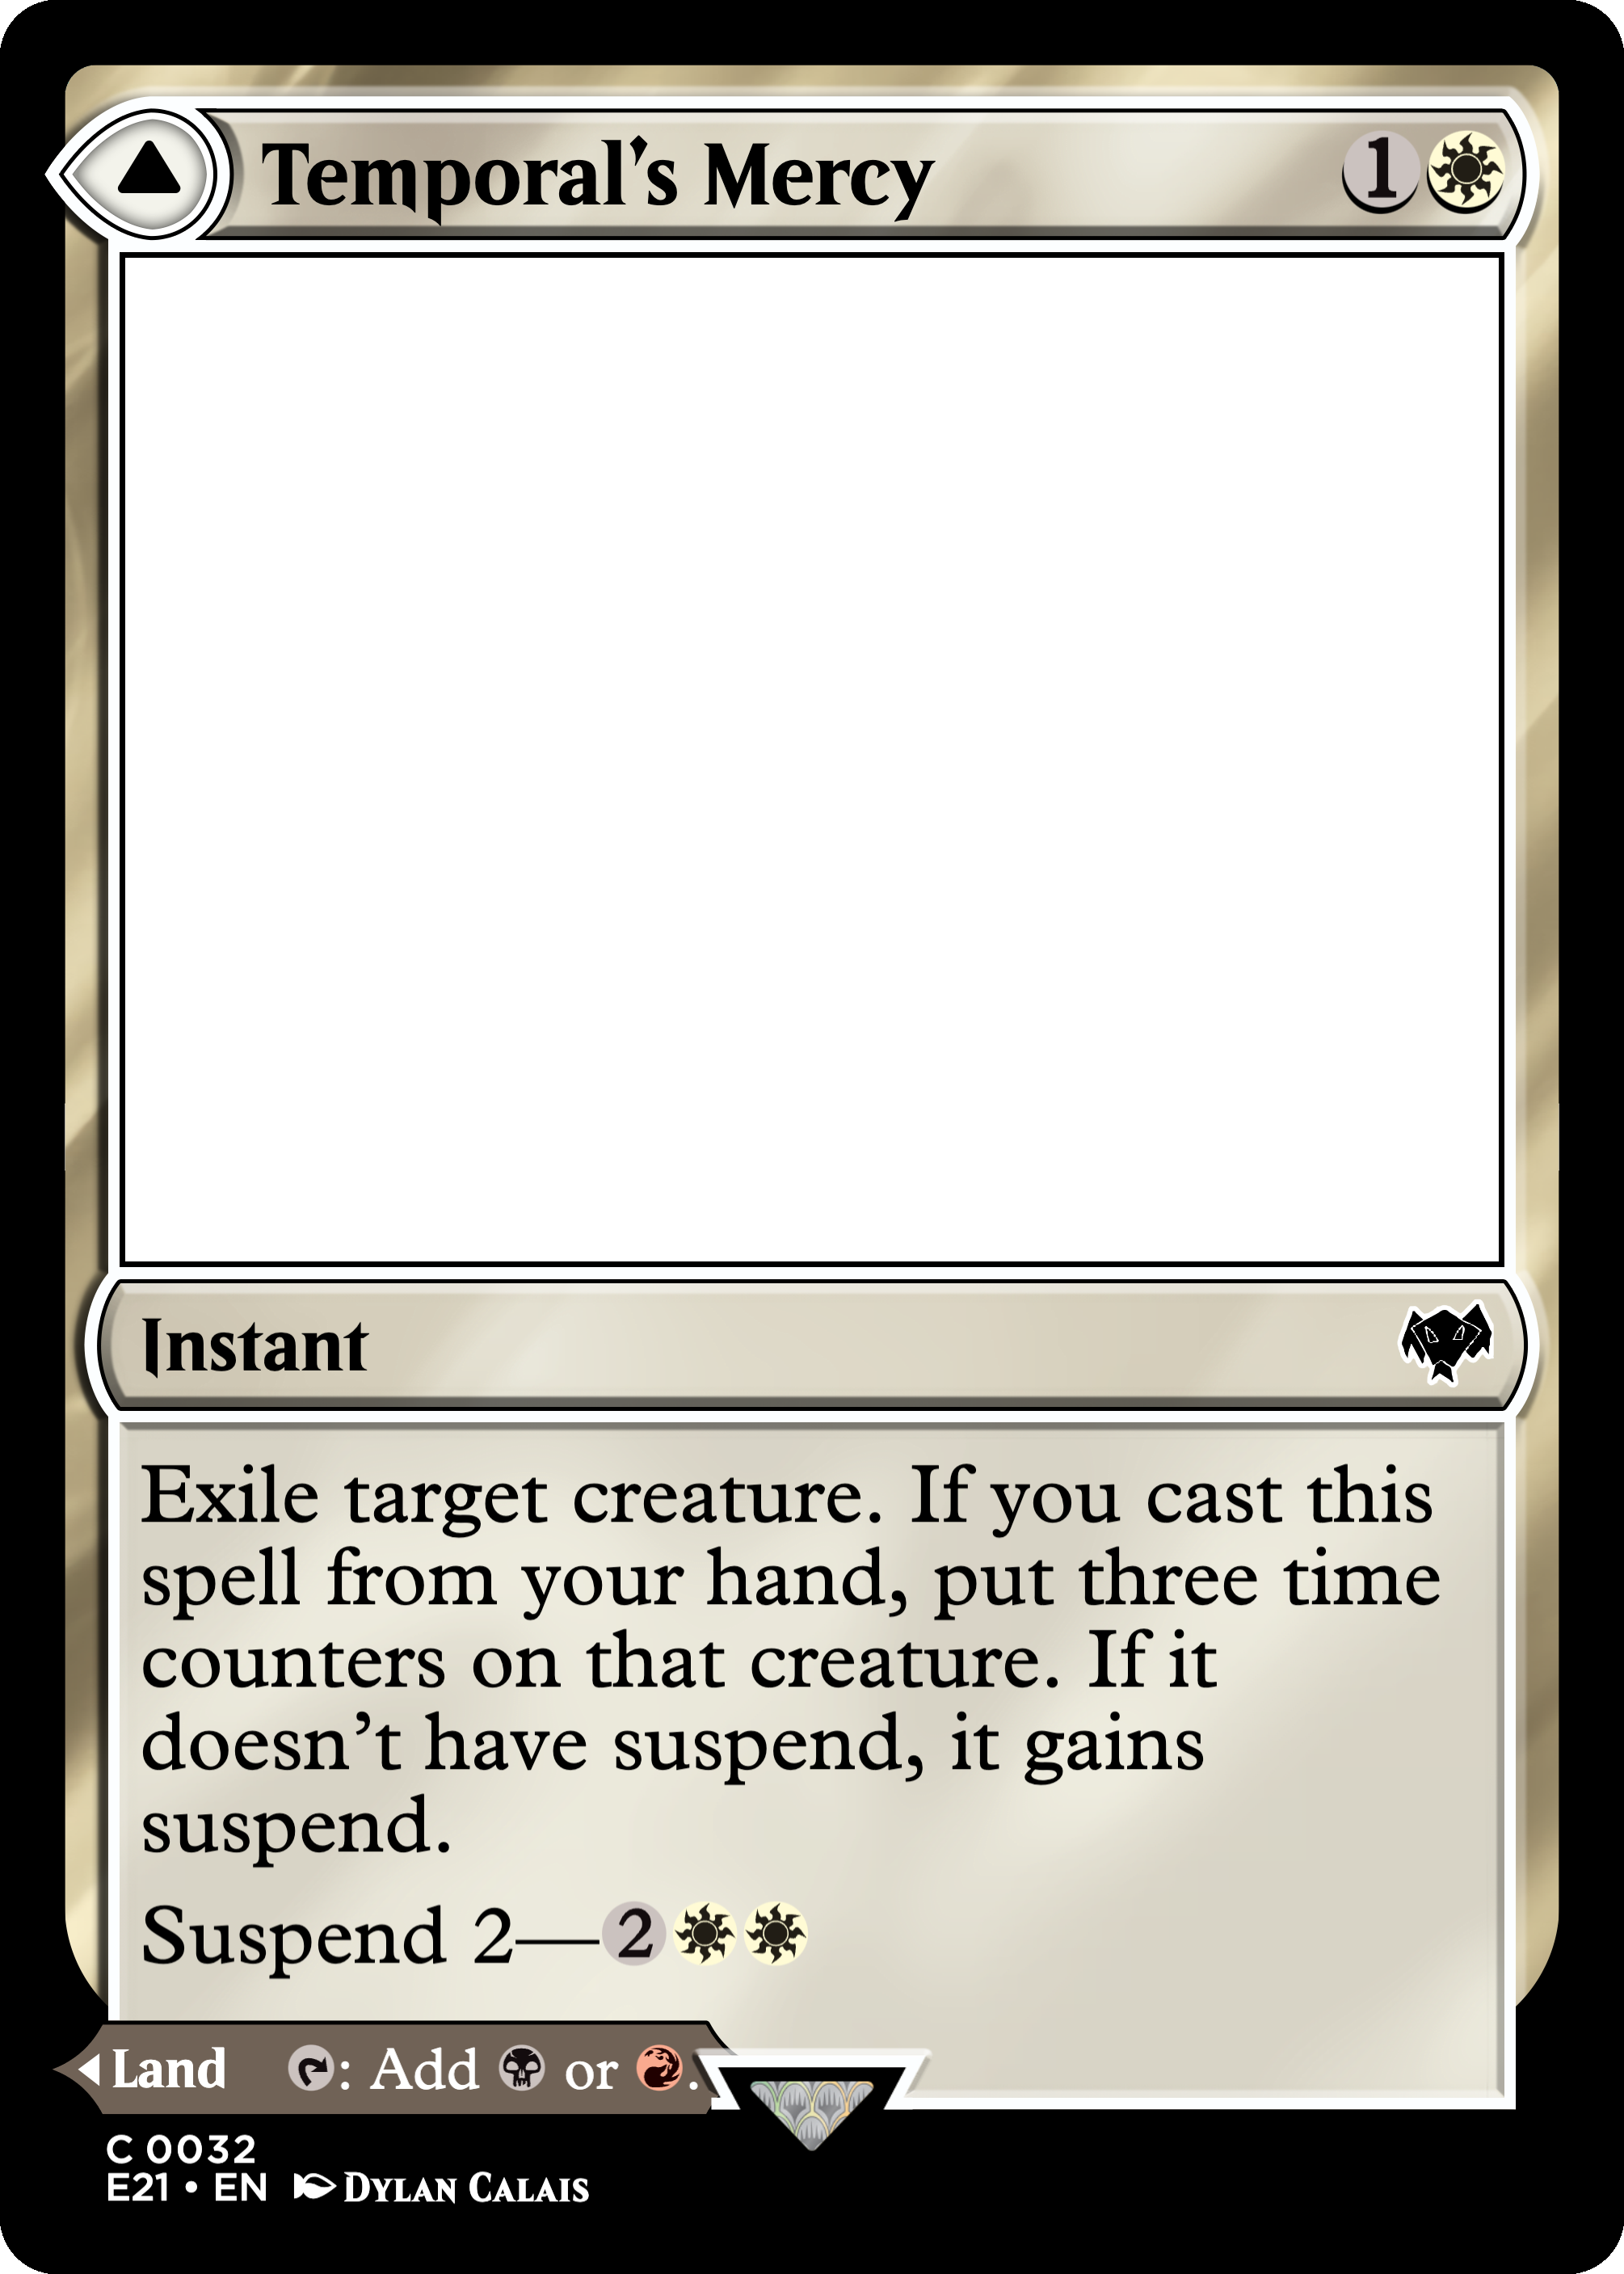 Temporal's Mercy 1
Instant
Exile target creature. If you cast this
spell from your hand, put three time
counters on that creature. If it
doesn't have suspend, it gains
suspend.
Suspend 2—2
Land : Add or .
C 0032
E21 • EN DYLAN CALAIS